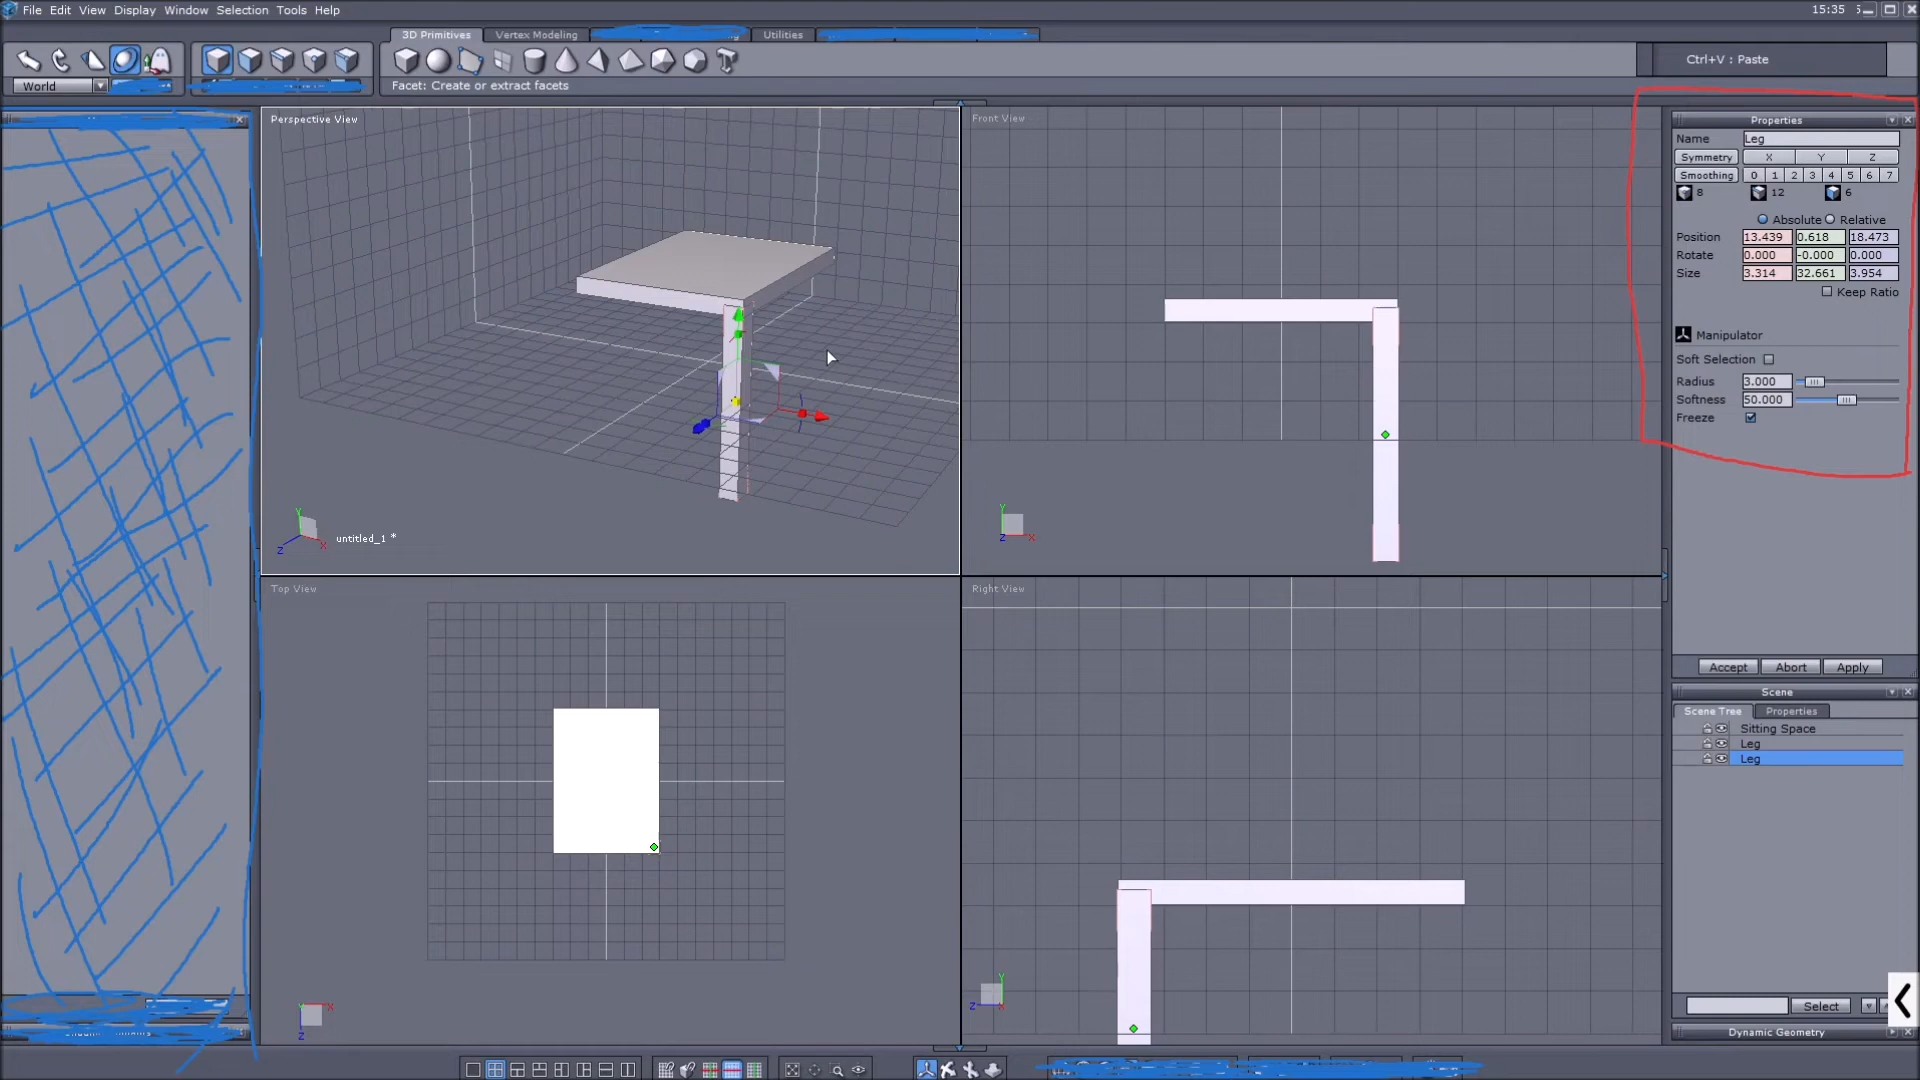 File Edit View Display Window Selection Tools Help
15:35
3D Primitives Vertex Modeling Utilities
Ctrl+V : Paste
World
Facet: Create or extract facets
Perspective View
Front View
Properties
Name Leg
Symmetry X Y Z
Smoothing 0 1 2 3 4 5 6 7
8 12 6
Absolute Relative
Position 13.439 0.618 18.473
Rotate 0.000 -0.000 0.000
Size 3.314 32.661 3.954
Keep Ratio
Manipulator
Soft Selection
Radius 3.000
Softness 50.000
Freeze
Y
Z X
untitled_1 *
Y
Z X
Top View
Right View
Accept Abort Apply
Scene
Scene Tree Properties
Sitting Space
Leg
Leg
X
Z
Y
Z X
Select
Dynamic Geometry